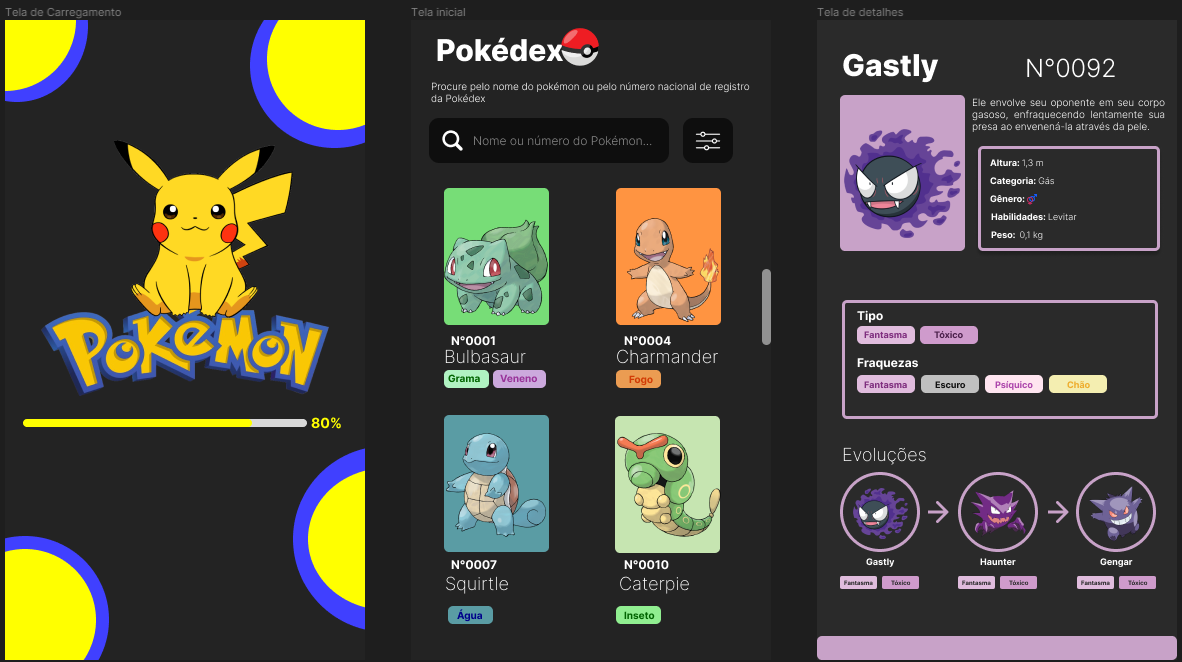 Tela de Carregamento
POKéMON
80%
Tela inicial
Pokédex
Procure pelo nome do pokémon ou pelo número nacional de registro
da Pokédex
Nome ou número do Pokémon...
N°0001
Bulbasaur
Grama Veneno
N°0004
Charmander
Fogo
N°0007
Squirtle
Água
N°0010
Caterpie
Inseto
Tela de detalhes
Gastly N°0092
Ele envolve seu oponente em seu corpo
gasoso, enfraquecendo lentamente sua
presa ao envenená-la através da pele.
Altura: 1,3 m
Categoria: Gás
Gênero:
Habilidades: Levitar
Peso: 0,1 kg
Tipo
Fantasma Tóxico
Fraquezas
Fantasma Escuro Psíquico Chão
Evoluções
Gastly Haunter Gengar
Fantasma Tóxico Fantasma Tóxico Fantasma Tóxico